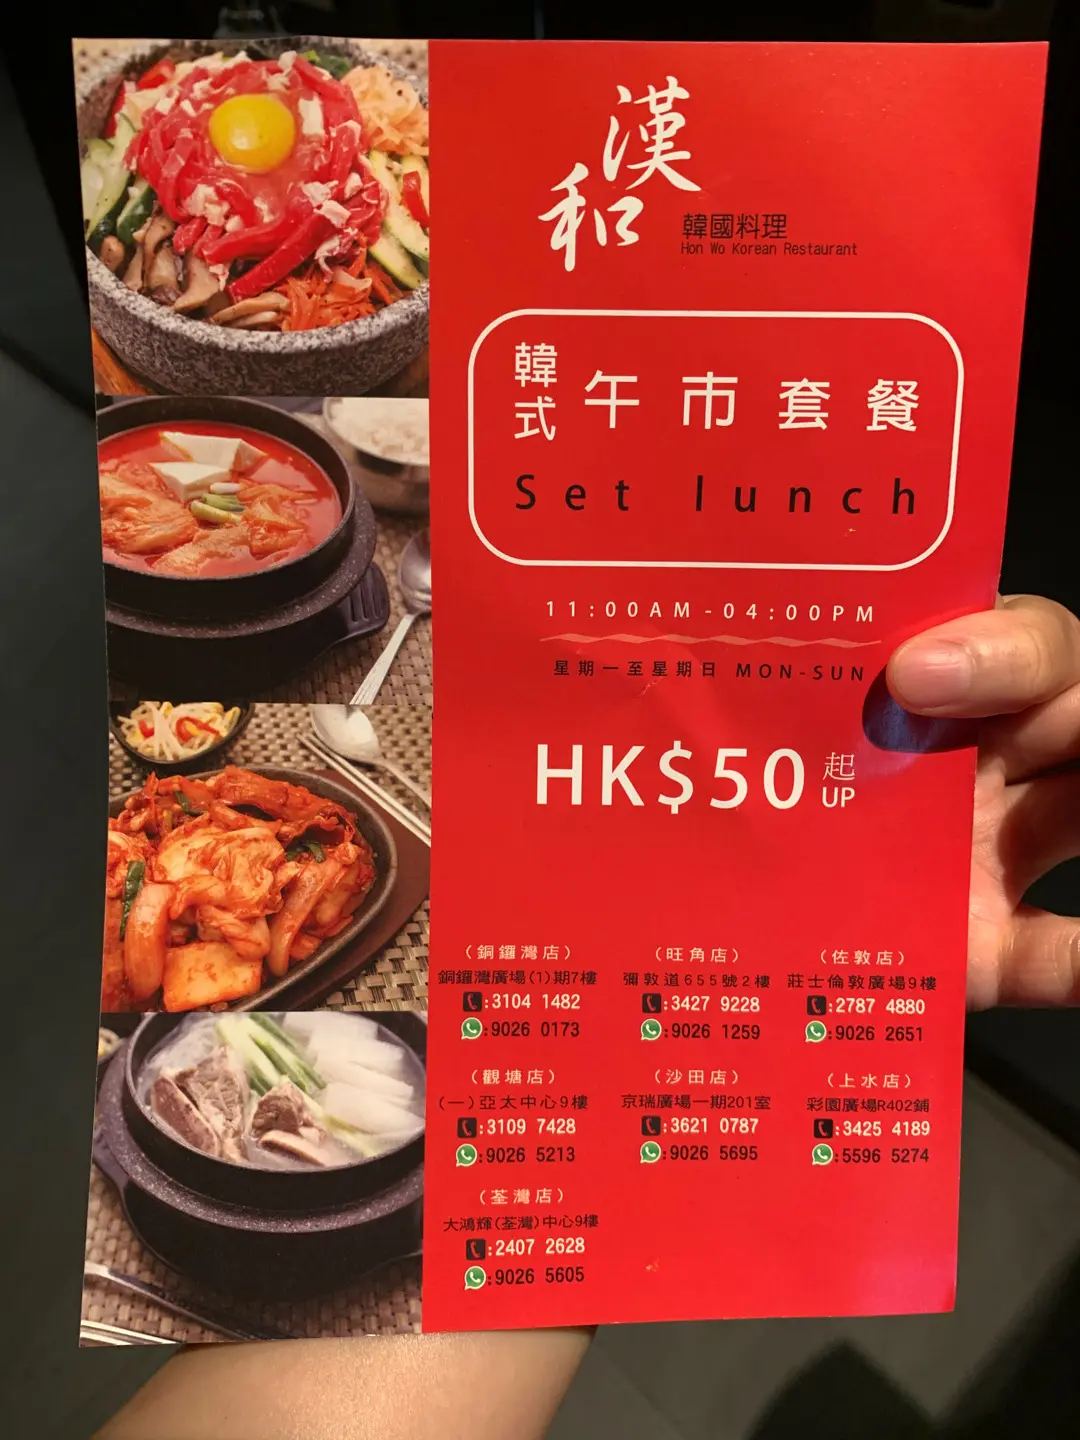 漢和
韓國料理
Hon Wo Korean Restaurant
韓式 午市套餐
Set lunch
11:00AM-04:00PM
星期一至星期日 MON-SUN
HK$50 起 UP
(銅鑼灣店)
銅鑼灣廣場(1)期7樓
:3104 1482
:9026 0173
(旺角店)
彌敦道655號2樓
:3427 9228
:9026 1259
(佐敦店)
莊士倫敦廣場9樓
:2787 4880
:9026 2651
(觀塘店)
(一)亞太中心9樓
:3109 7428
:9026 5213
(沙田店)
京瑞廣場一期201室
:3621 0787
:9026 5695
(上水店)
彩園廣場R402鋪
:3425 4189
:5596 5274
(荃灣店)
大鴻輝(荃灣)中心9樓
:2407 2628
:9026 5605